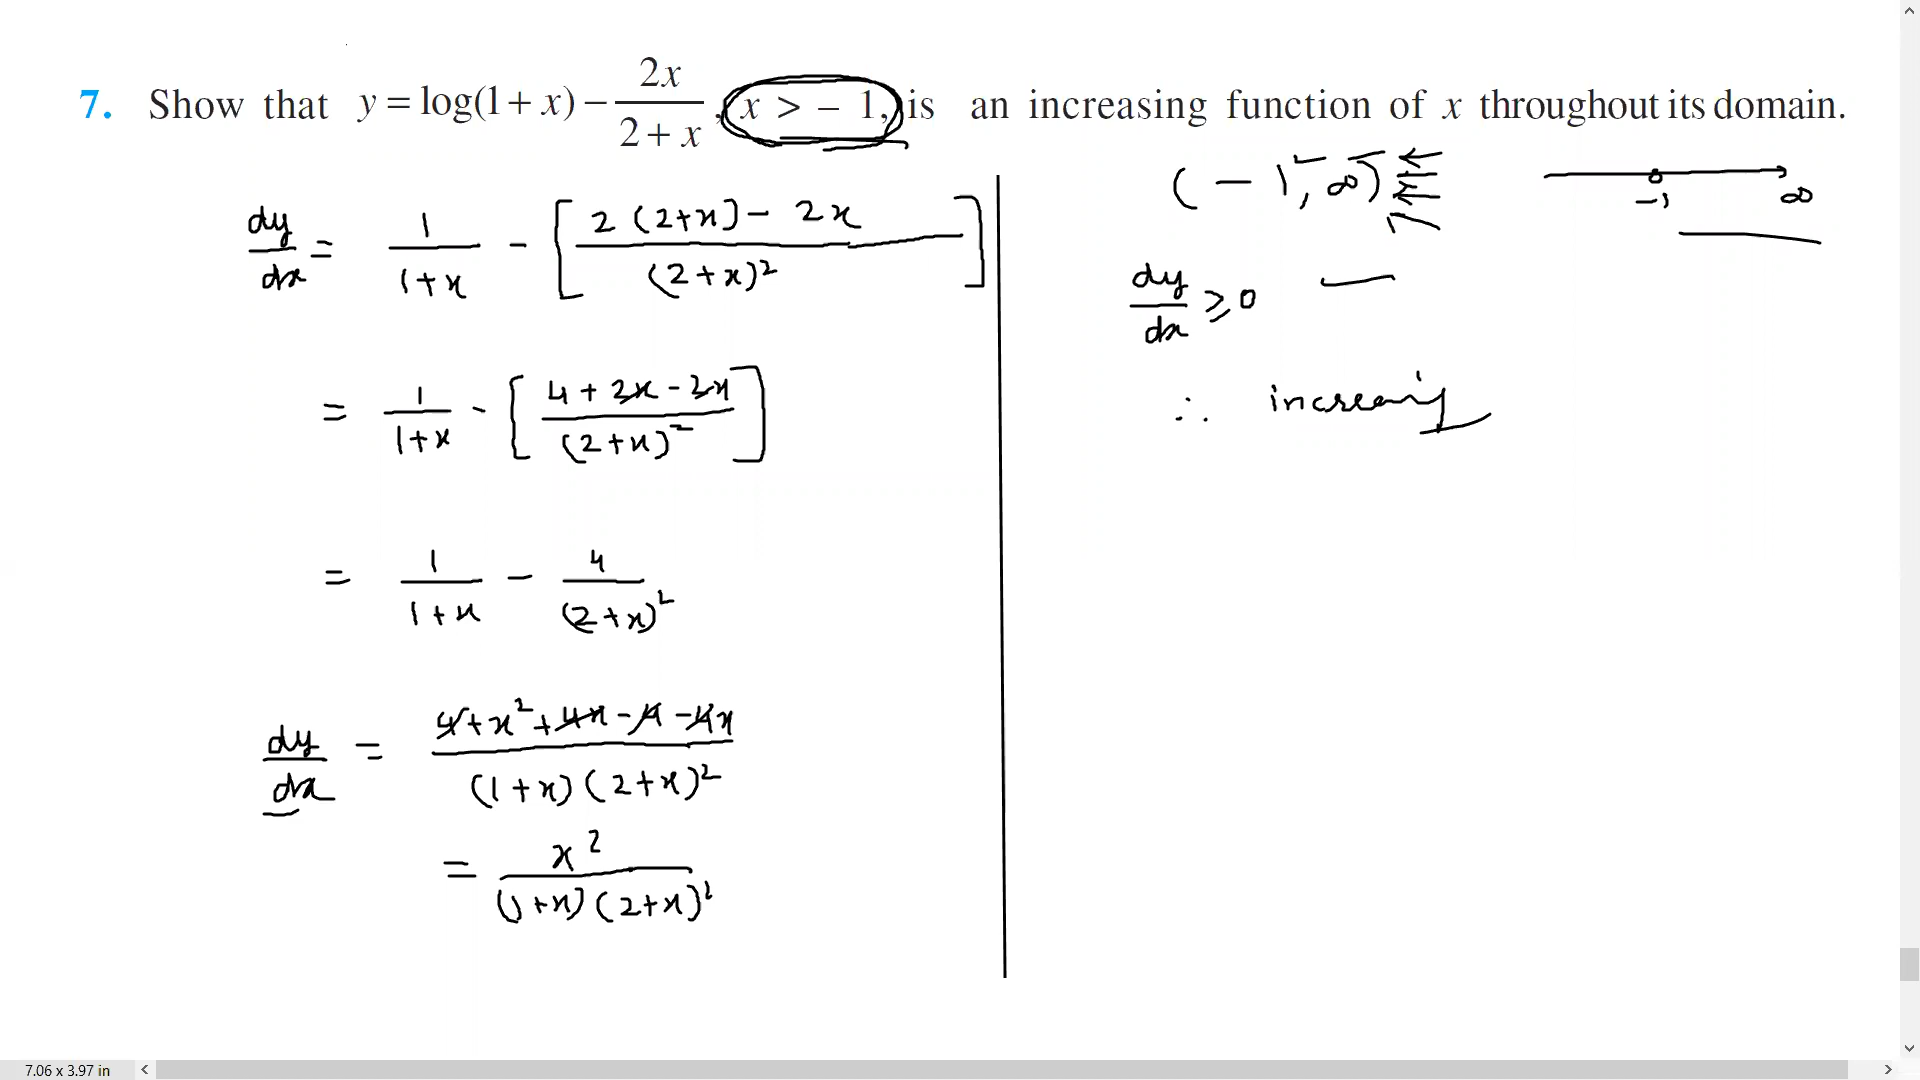 7. Show that y = log(1 + x) − 2x/(2 + x), x > − 1, is an increasing function of x throughout its domain.
dy/dx = 1/(1+x) − [ (2(2+x) − 2x)/(2+x)² ]
= 1/(1+x) − [ (4 + 2x − 2x)/(2+x)² ]
= 1/(1+x) − 4/(2+x)²
dy/dx = (4 + x² + 4x − 4 − 4x)/((1+x)(2+x)²)
= x²/((1+x)(2+x)²)
(−1, ∞)
−1 ∞
dy/dx ≥ 0
∴ increasing
7.06 x 3.97 in